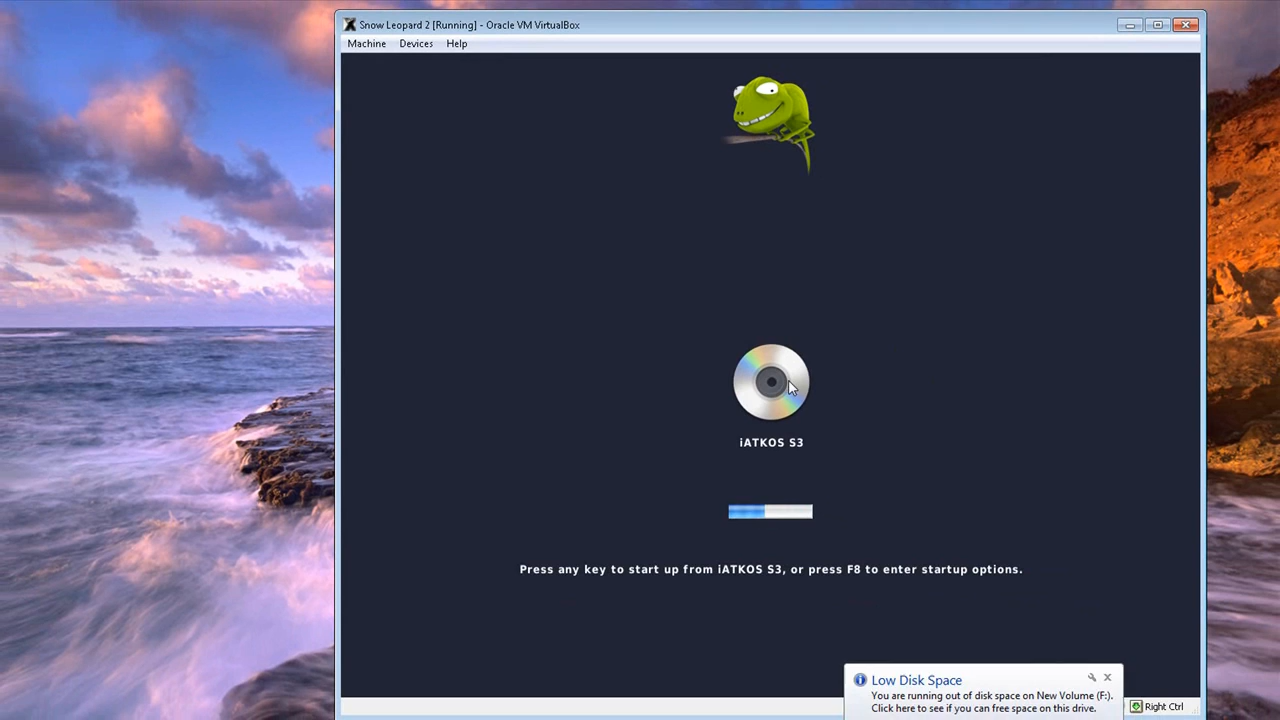 Snow Leopard 2 [Running] - Oracle VM VirtualBox
Machine Devices Help
iATKOS S3
Press any key to start up from iATKOS S3, or press F8 to enter startup options.
Low Disk Space
You are running out of disk space on New Volume (F:).
Click here to see if you can free space on this drive.
Right Ctrl